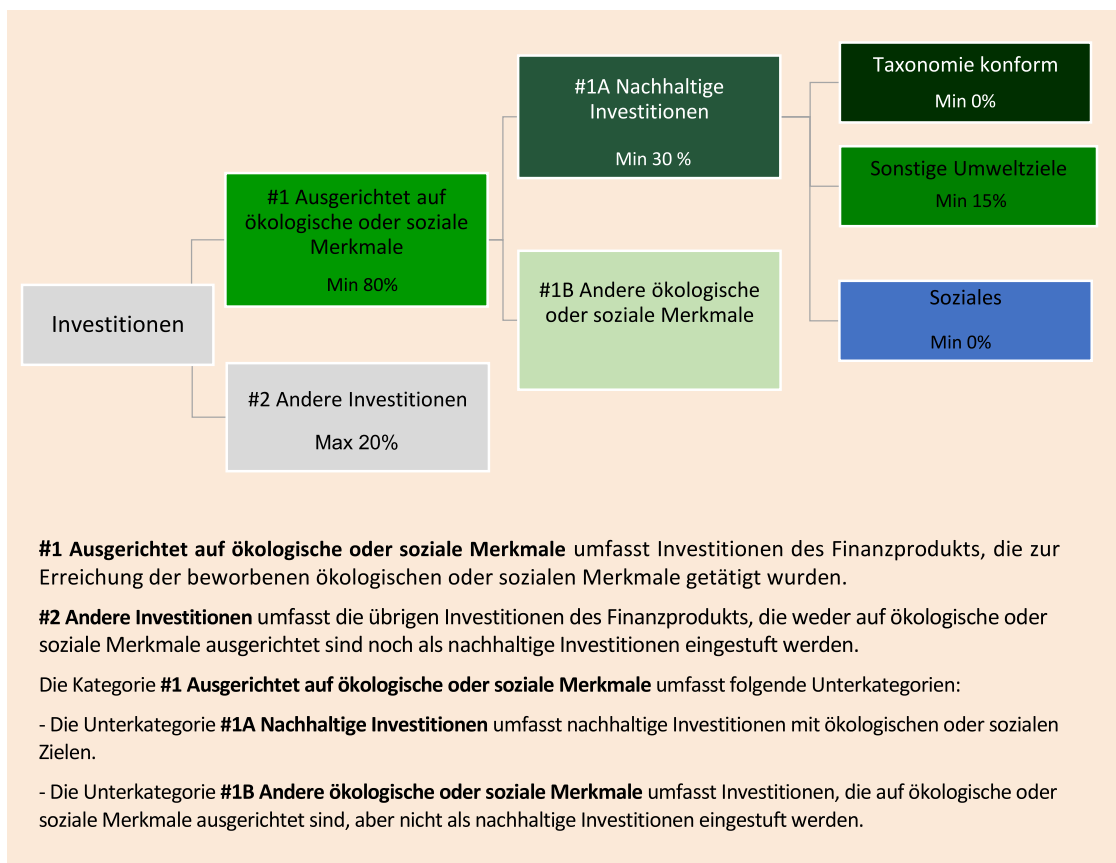 Investitionen
#1 Ausgerichtet auf
ökologische oder soziale
Merkmale
Min 80%
#2 Andere Investitionen
Max 20%
#1A Nachhaltige
Investitionen
Min 30 %
#1B Andere ökologische
oder soziale Merkmale
Taxonomie konform
Min 0%
Sonstige Umweltziele
Min 15%
Soziales
Min 0%
#1 Ausgerichtet auf ökologische oder soziale Merkmale umfasst Investitionen des Finanzprodukts, die zur
Erreichung der beworbenen ökologischen oder sozialen Merkmale getätigt wurden.
#2 Andere Investitionen umfasst die übrigen Investitionen des Finanzprodukts, die weder auf ökologische oder
soziale Merkmale ausgerichtet sind noch als nachhaltige Investitionen eingestuft werden.
Die Kategorie #1 Ausgerichtet auf ökologische oder soziale Merkmale umfasst folgende Unterkategorien:
- Die Unterkategorie #1A Nachhaltige Investitionen umfasst nachhaltige Investitionen mit ökologischen oder sozialen
Zielen.
- Die Unterkategorie #1B Andere ökologische oder soziale Merkmale umfasst Investitionen, die auf ökologische oder
soziale Merkmale ausgerichtet sind, aber nicht als nachhaltige Investitionen eingestuft werden.